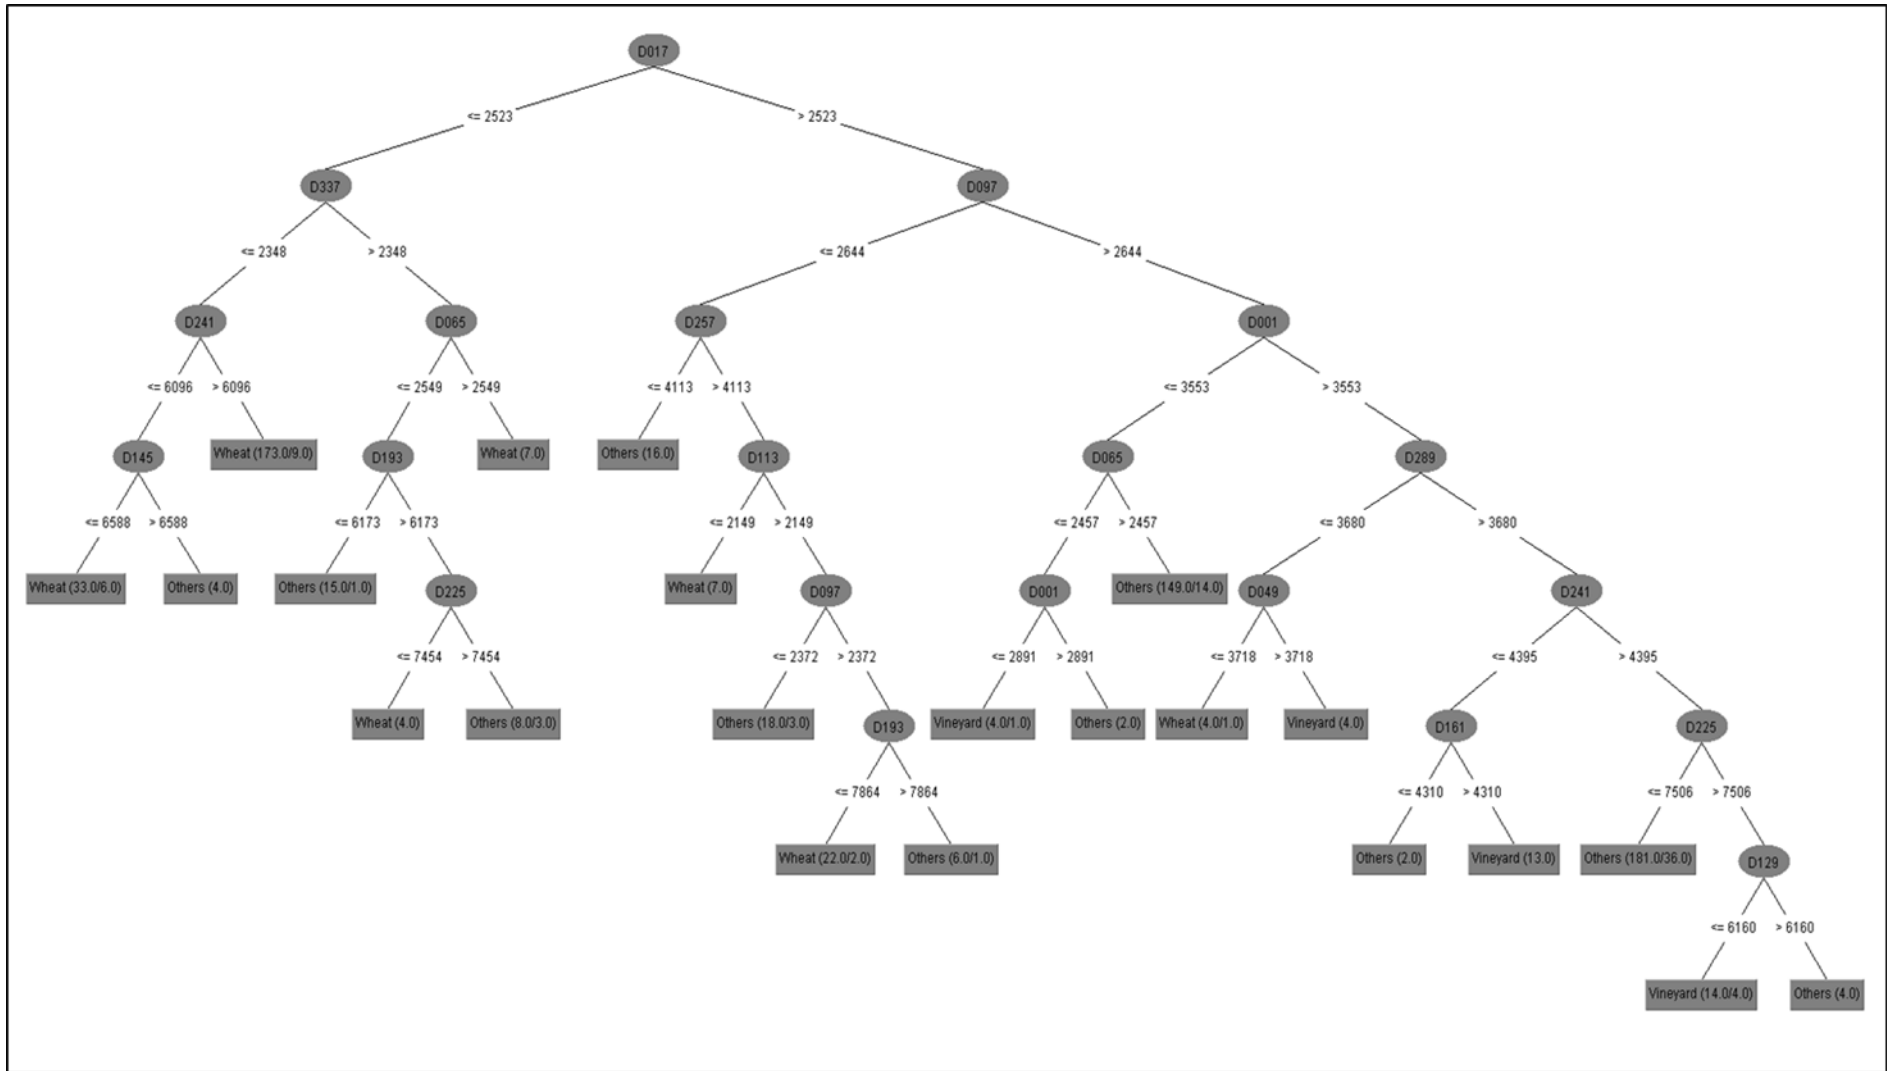 D017
<= 2523 > 2523
D337 D097
<= 2348 > 2348 <= 2644 > 2644
D241 D065 D257 D001
<= 6096 > 6096 <= 2549 > 2549 <= 4113 > 4113 <= 3553 > 3553
D145 Wheat (173.0/9.0) D193 Wheat (7.0) Others (16.0) D113 D065 D289
<= 6588 > 6588 <= 6173 > 6173 <= 2149 > 2149 <= 2457 > 2457 <= 3680 > 3680
Wheat (33.0/6.0) Others (4.0) Others (15.0/1.0) D225 Wheat (7.0) D097 D001 Others (149.0/14.0) D049 D241
<= 7454 > 7454 <= 2372 > 2372 <= 2891 > 2891 <= 3718 > 3718 <= 4395 > 4395
Wheat (4.0) Others (8.0/3.0) Others (18.0/3.0) D193 Vineyard (4.0/1.0) Others (2.0) Wheat (4.0/1.0) Vineyard (4.0) D161 D225
<= 7864 > 7864 <= 4310 > 4310 <= 7506 > 7506
Wheat (22.0/2.0) Others (6.0/1.0) Others (2.0) Vineyard (13.0) Others (181.0/36.0) D129
<= 6160 > 6160
Vineyard (14.0/4.0) Others (4.0)